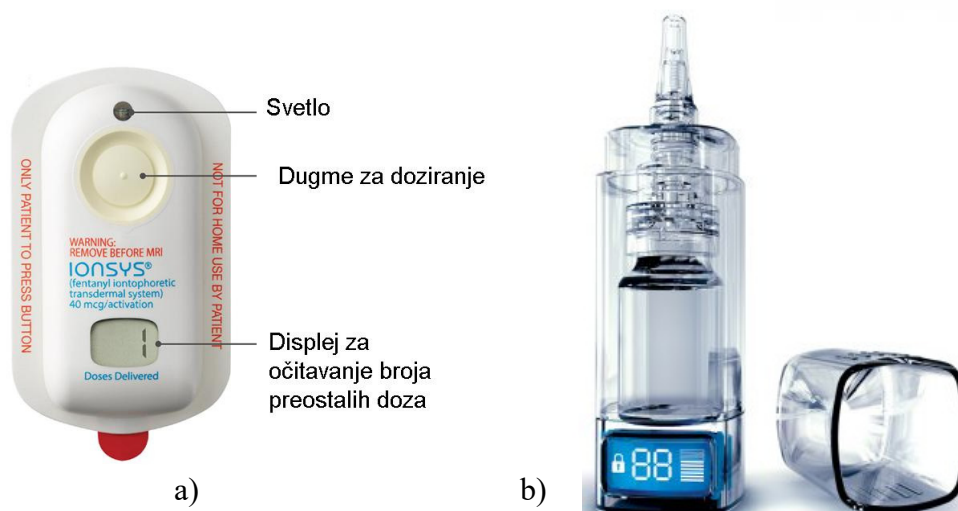 Svetlo
Dugme za doziranje
ONLY PATIENT TO PRESS BUTTON
NOT FOR HOME USE BY PATIENT
WARNING:
REMOVE BEFORE MRI
IONSYS®
(fentanyl iontophoretic
transdermal system)
40 mcg/activation
Displej za
očitavanje broja
preostalih doza
Doses Delivered
88
a)
b)